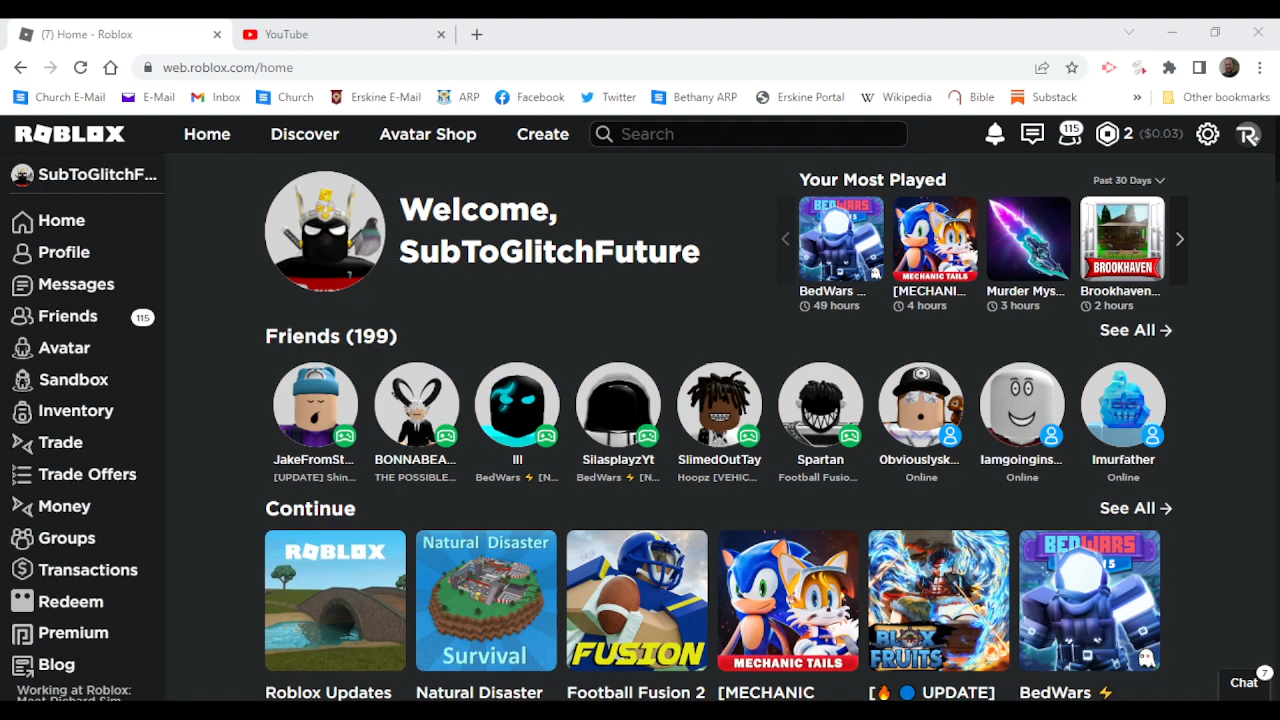 (7) Home - Roblox
YouTube
web.roblox.com/home
Church E-Mail
E-Mail
Inbox
Church
Erskine E-Mail
ARP
Facebook
Twitter
Bethany ARP
Erskine Portal
Wikipedia
Bible
Substack
»
Other bookmarks
ROBLOX
Home
Discover
Avatar Shop
Create
Search
115
2 ($0.03)
SubToGlitchF...
Home
Profile
Messages
Friends
115
Avatar
Sandbox
Inventory
Trade
Trade Offers
Money
Groups
Transactions
Redeem
Premium
Blog
Working at Roblox:
Welcome,
SubToGlitchFuture
Your Most Played
Past 30 Days
BEDWARS
MECHANIC TAILS
BROOKHAVEN
BedWars ...
[MECHANI...
Murder Mys...
Brookhaven...
49 hours
4 hours
3 hours
2 hours
See All →
Friends (199)
JakeFromSt...
BONNABEA...
lll
SilasplayzYt
SlimedOutTay
Spartan
Obviouslysk...
Iamgoingins...
Imurfather
[UPDATE] Shin...
THE POSSIBLE...
BedWars ⚡ [N...
BedWars ⚡ [N...
Hoopz [VEHIC...
Football Fusio...
Online
Online
Online
Continue
See All →
ROBLOX
Natural Disaster
Survival
FUSION
MECHANIC TAILS
BLOX
FRUITS
BEDWARS
Roblox Updates
Natural Disaster
Football Fusion 2
[MECHANIC
[🔥 🔵 UPDATE]
BedWars ⚡
Chat
7